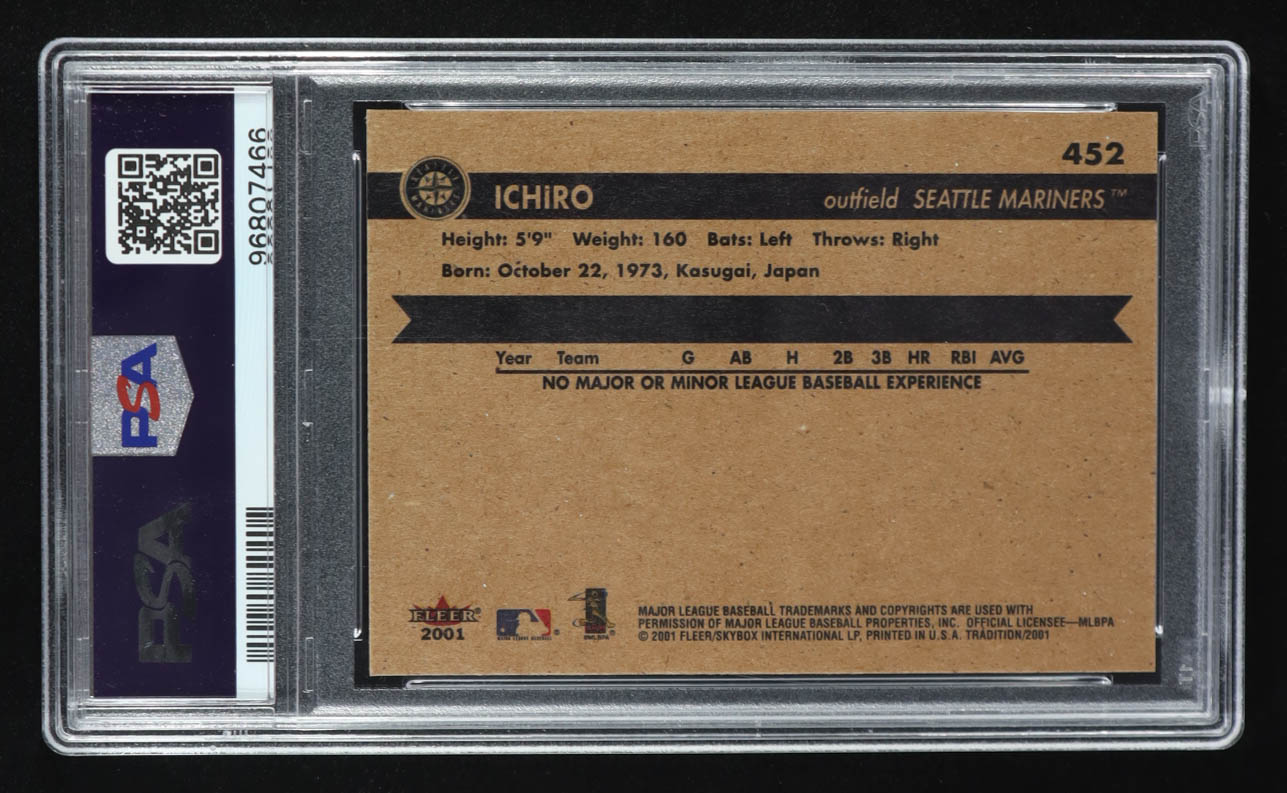 96807466
PSA
PSA
452
ICHiRO
outfield SEATTLE MARINERS™
Height: 5'9" Weight: 160 Bats: Left Throws: Right
Born: October 22, 1973, Kasugai, Japan
Year Team G AB H 2B 3B HR RBI AVG
NO MAJOR OR MINOR LEAGUE BASEBALL EXPERIENCE
FLEER®
2001
MAJOR LEAGUE BASEBALL TRADEMARKS AND COPYRIGHTS ARE USED WITH
PERMISSION OF MAJOR LEAGUE BASEBALL PROPERTIES, INC. OFFICIAL LICENSEE—MLBPA
© 2001 FLEER/SKYBOX INTERNATIONAL LP, PRINTED IN U.S.A. TRADITION/2001
PSA